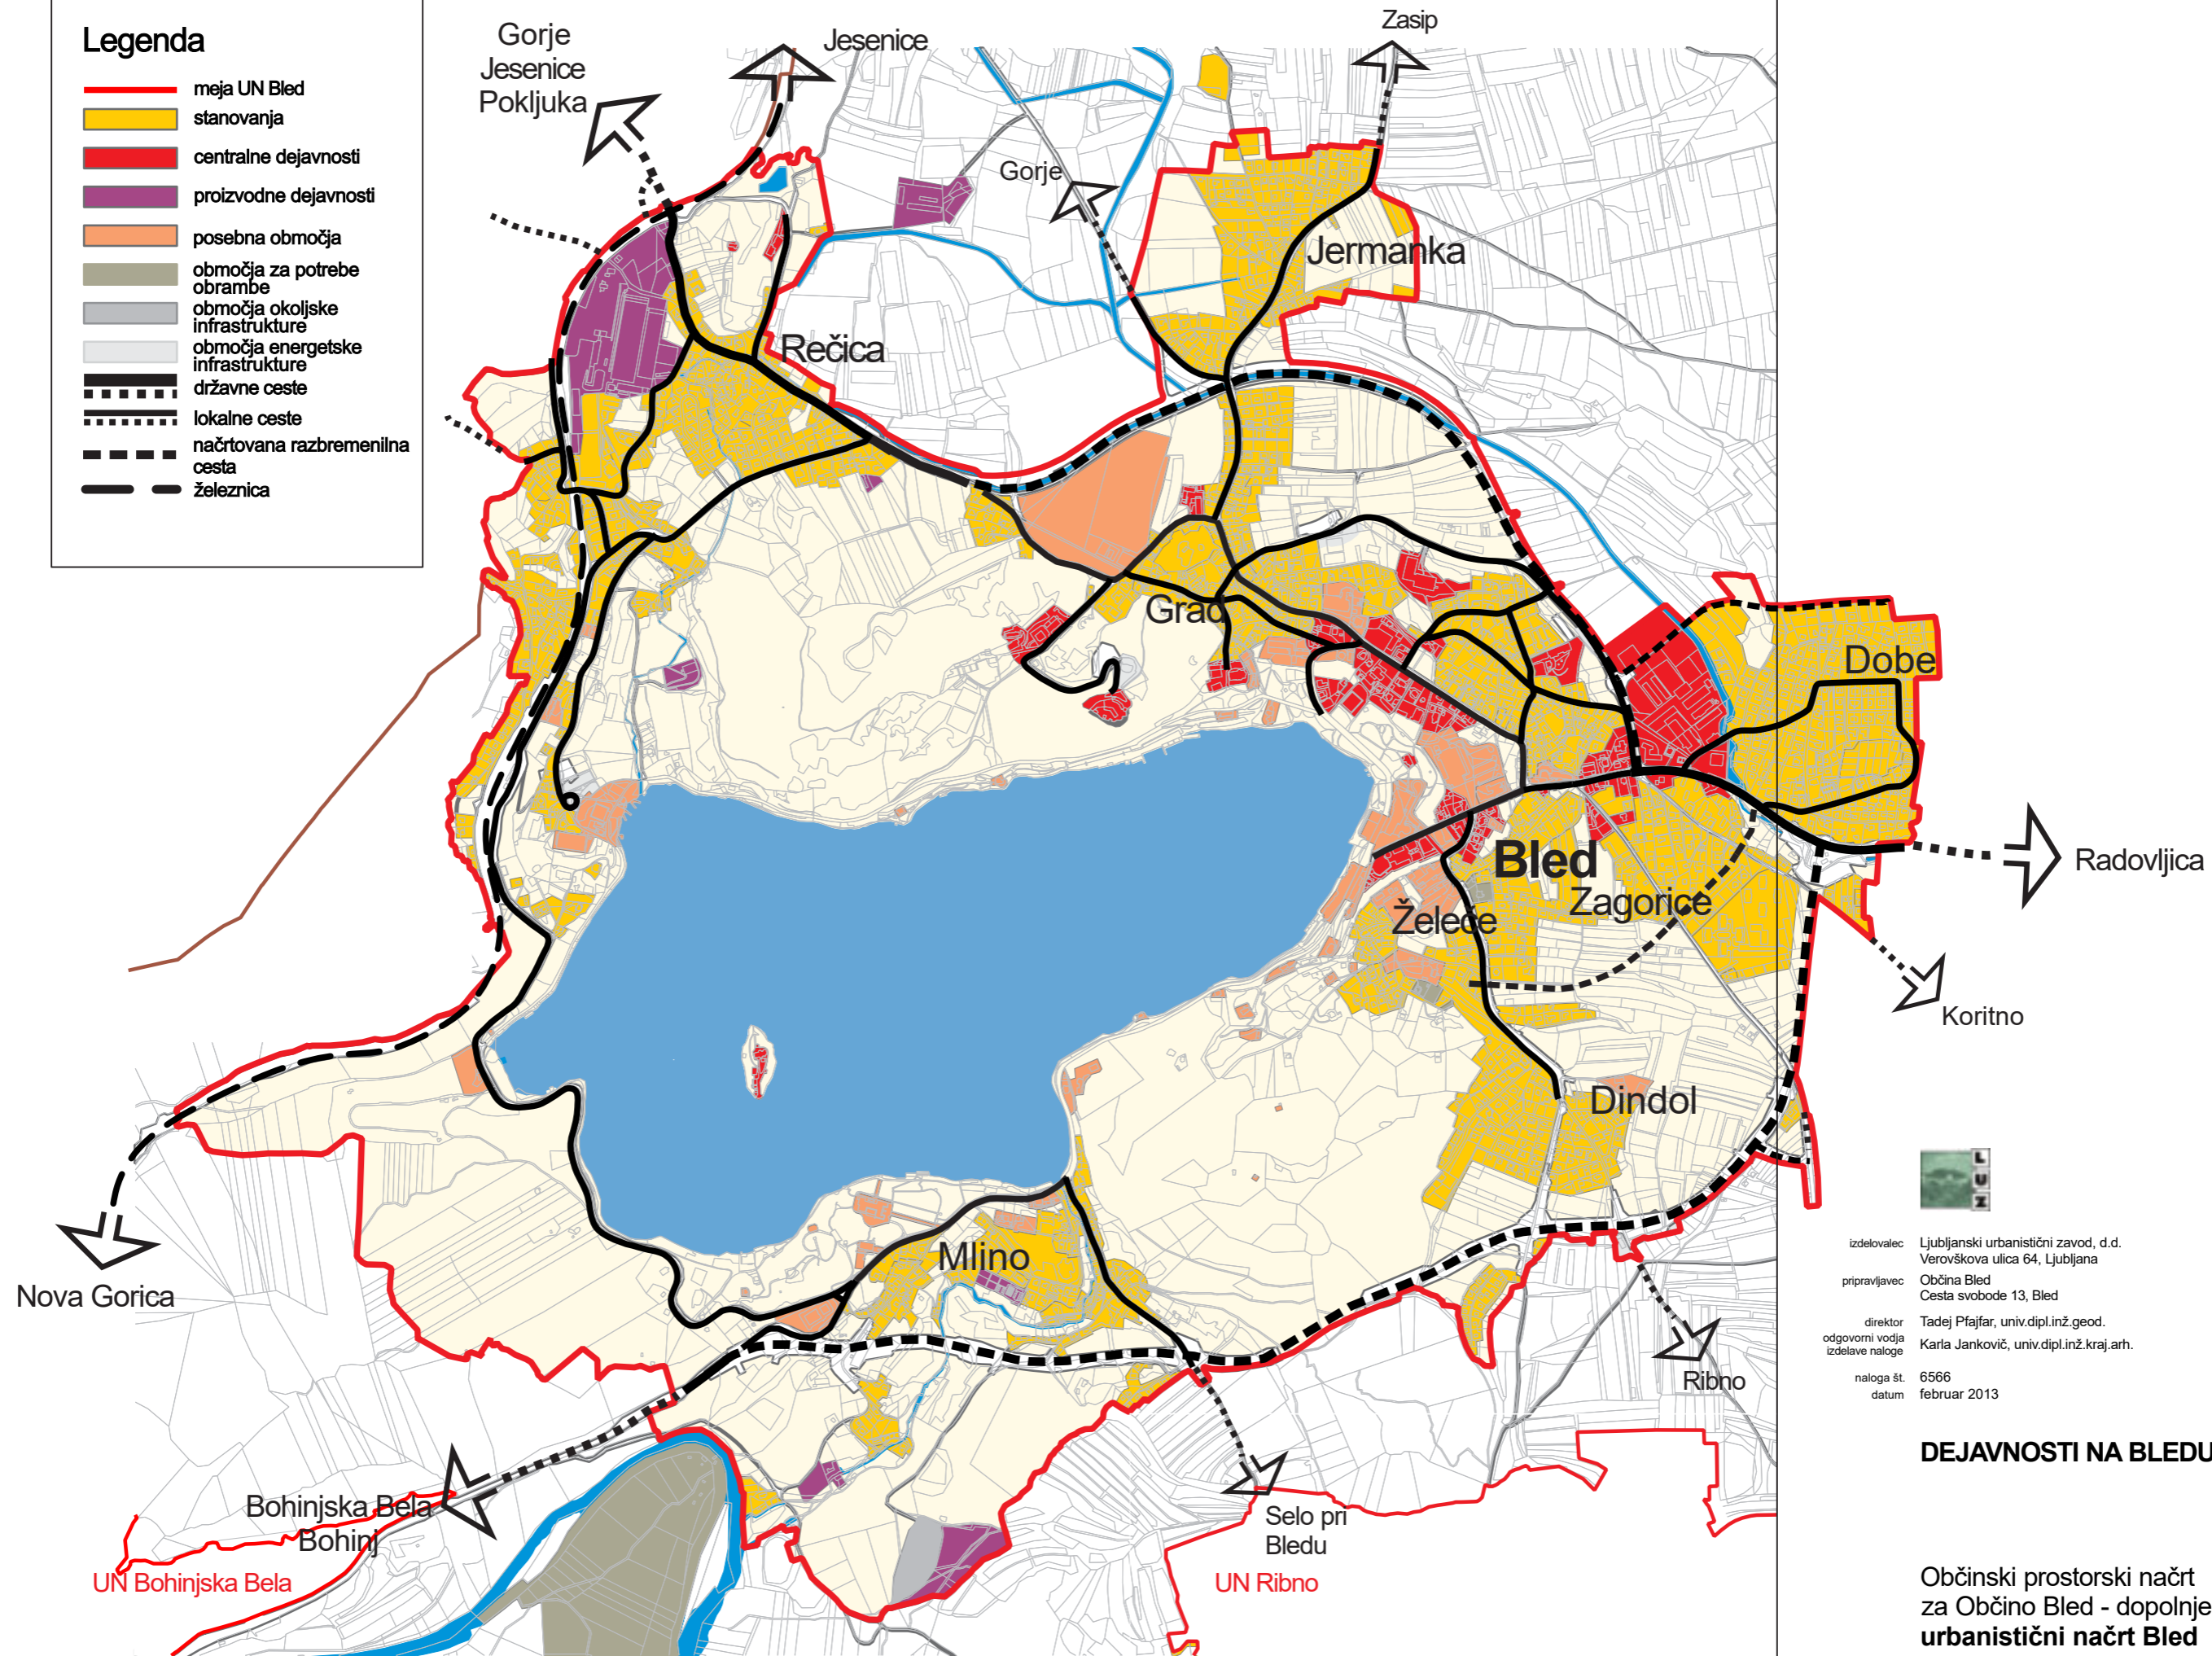 Legenda
meja UN Bled
stanovanja
centralne dejavnosti
proizvodne dejavnosti
posebna območja
območja za potrebe
obrambe
območja okoljske
infrastrukture
območja energetske
infrastrukture
državne ceste
lokalne ceste
načrtovana razbremenilna
cesta
železnica
Gorje
Jesenice
Pokljuka
Jesenice
Zasip
Gorje
Jermanka
Rečica
Grad
Dobe
Bled
Zagorice
Želeče
Radovljica
Koritno
Dindol
Mlino
Nova Gorica
Ribno
Bohinjska Bela
Bohinj
UN Bohinjska Bela
Selo pri
Bledu
UN Ribno
L
U
Z
izdelovalec Ljubljanski urbanistični zavod, d.d.
Verovškova ulica 64, Ljubljana
pripravljavec Občina Bled
Cesta svobode 13, Bled
direktor Tadej Pfajfar, univ.dipl.inž.geod.
odgovorni vodja
izdelave naloge Karla Jankovič, univ.dipl.inž.kraj.arh.
naloga št. 6566
datum februar 2013
DEJAVNOSTI NA BLEDU
Občinski prostorski načrt
za Občino Bled - dopolnje
urbanistični načrt Bled